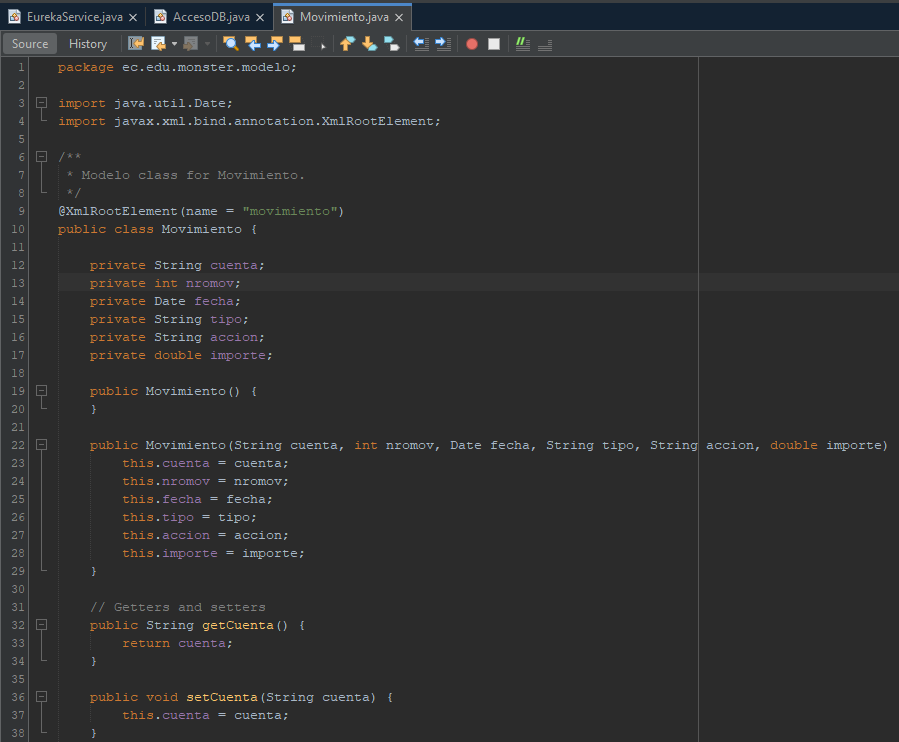 EurekaService.java AccesoDB.java Movimiento.java
Source History
1 package ec.edu.monster.modelo;
2
3 import java.util.Date;
4 import javax.xml.bind.annotation.XmlRootElement;
5
6 /**
7  * Modelo class for Movimiento.
8  */
9 @XmlRootElement(name = "movimiento")
10 public class Movimiento {
11
12     private String cuenta;
13     private int nromov;
14     private Date fecha;
15     private String tipo;
16     private String accion;
17     private double importe;
18
19     public Movimiento() {
20     }
21
22     public Movimiento(String cuenta, int nromov, Date fecha, String tipo, String accion, double importe)
23         this.cuenta = cuenta;
24         this.nromov = nromov;
25         this.fecha = fecha;
26         this.tipo = tipo;
27         this.accion = accion;
28         this.importe = importe;
29     }
30
31     // Getters and setters
32     public String getCuenta() {
33         return cuenta;
34     }
35
36     public void setCuenta(String cuenta) {
37         this.cuenta = cuenta;
38     }